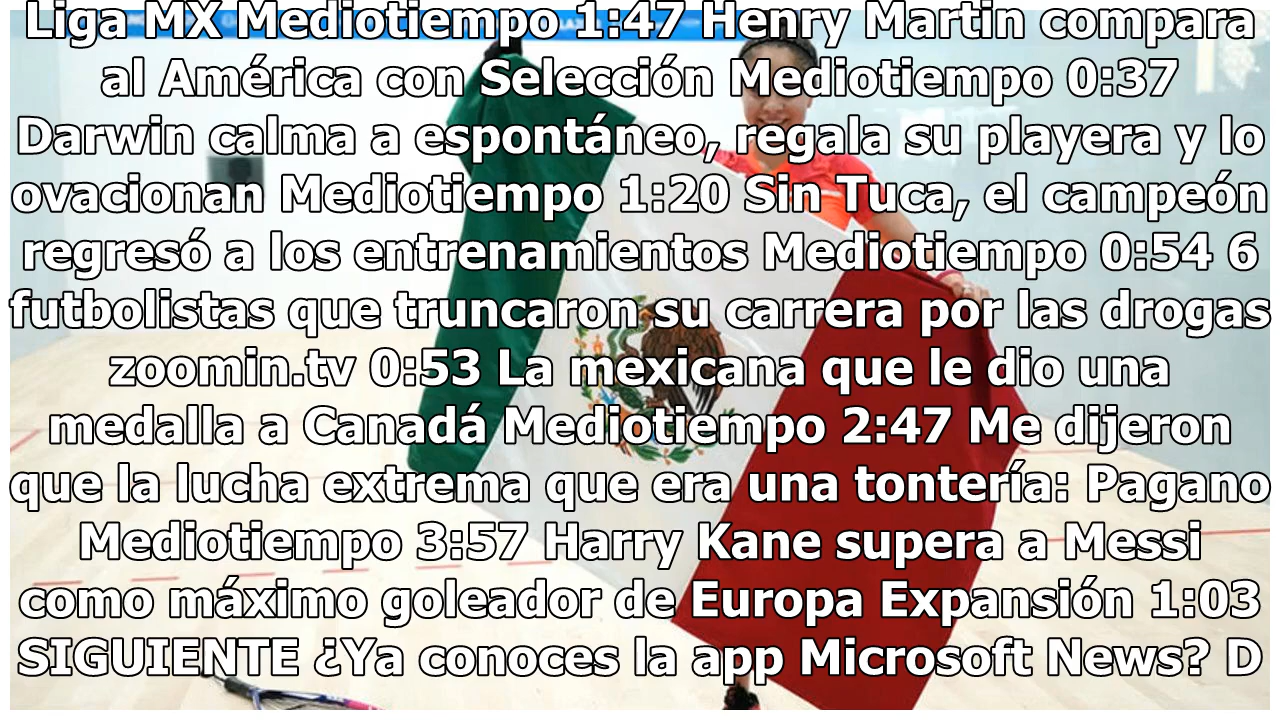 Liga MX Mediotiempo 1:47 Henry Martin compara
al América con Selección Mediotiempo 0:37
Darwin calma a espontáneo, regala su playera y lo
ovacionan Mediotiempo 1:20 Sin Tuca, el campeón
regresó a los entrenamientos Mediotiempo 0:54 6
futbolistas que truncaron su carrera por las drogas
zoomin.tv 0:53 La mexicana que le dio una
medalla a Canadá Mediotiempo 2:47 Me dijeron
que la lucha extrema que era una tontería: Pagano
Mediotiempo 3:57 Harry Kane supera a Messi
como máximo goleador de Europa Expansión 1:03
SIGUIENTE ¿Ya conoces la app Microsoft News? D